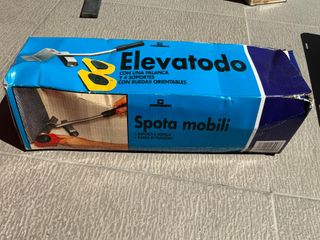 Elevatodo
CON UNA PALANCA
Y 4 SOPORTES
CON RUEDAS ORIENTABLES
Spota mobili